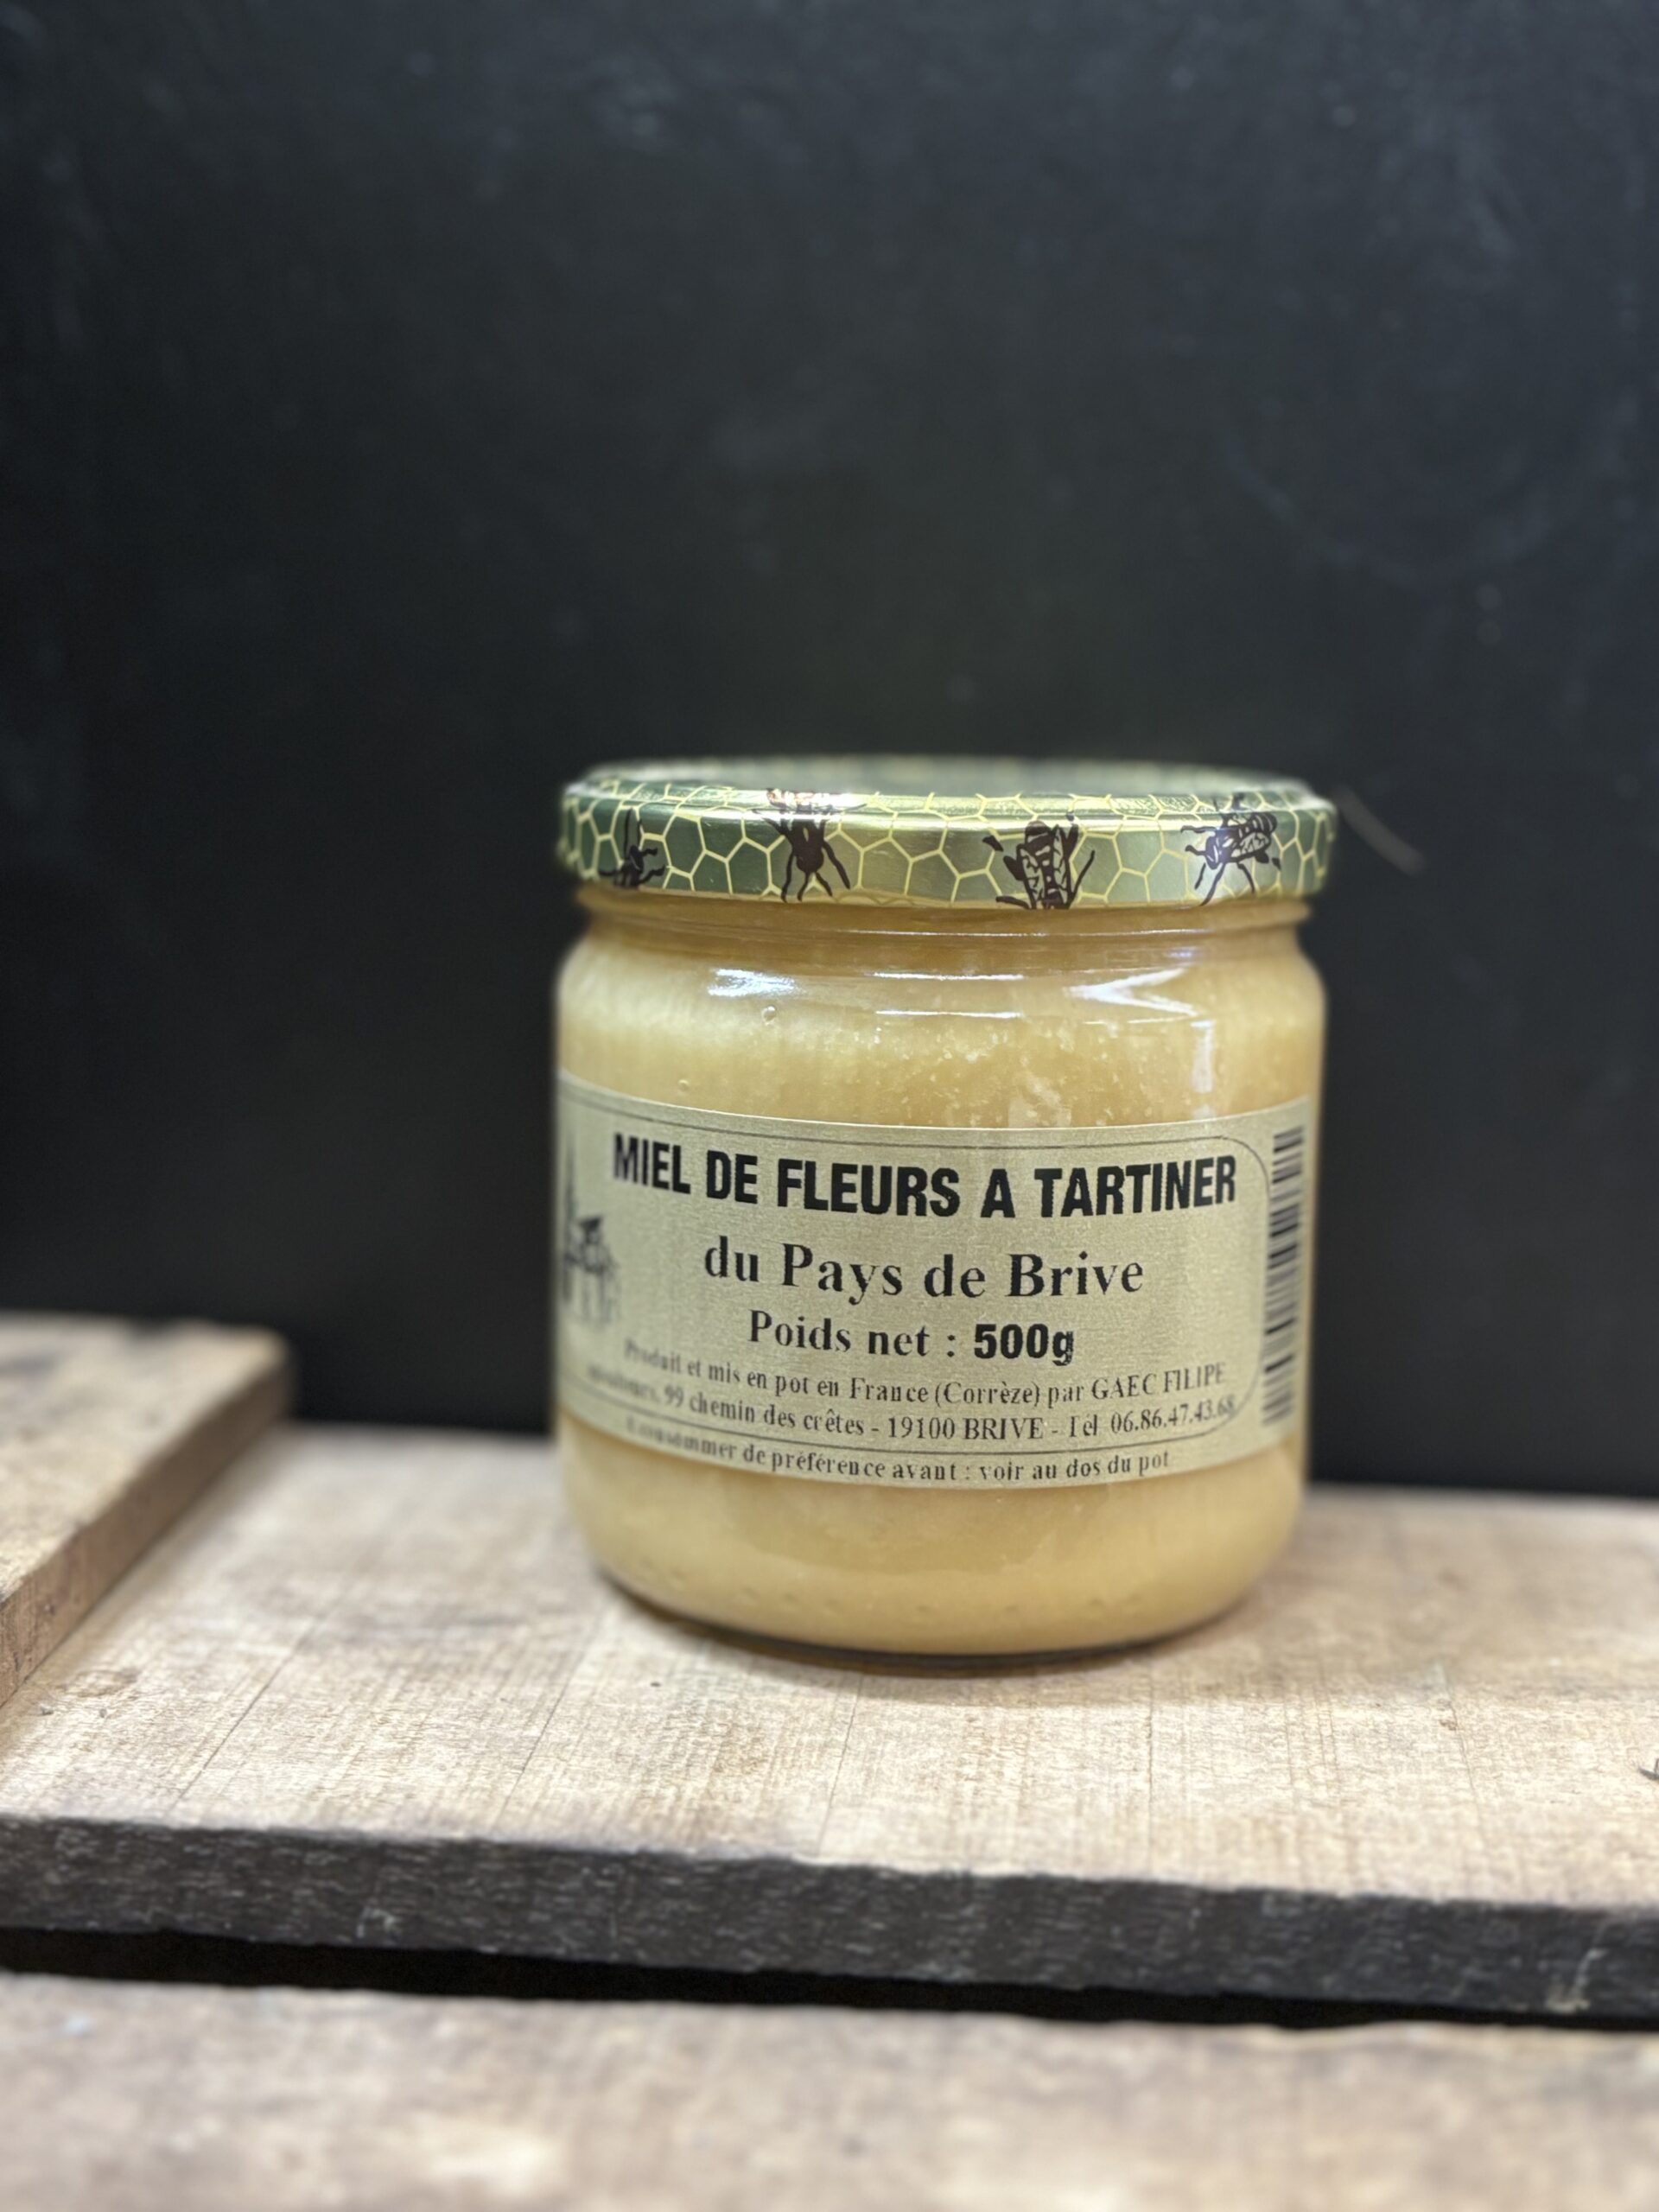 MIEL DE FLEURS A TARTINER
du Pays de Brive
Poids net : 500g
Produit et mis en pot en France (Corrèze) par GAEC FILIPE
99 chemin des crêtes - 19100 BRIVE - Tel 06.86.47.43.68
consommer de préférence avant : voir au dos du pot